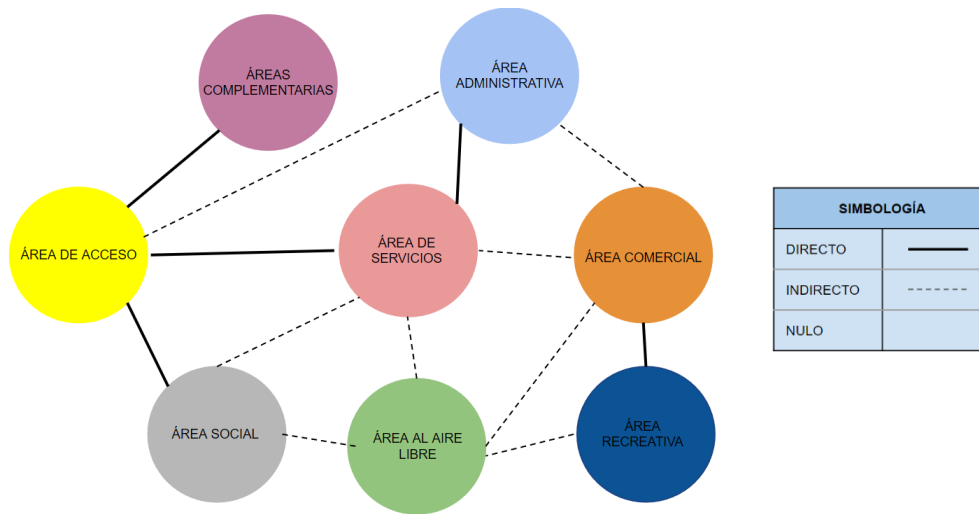 ÁREAS
COMPLEMENTARIAS
ÁREA
ADMINISTRATIVA
ÁREA DE ACCESO
ÁREA DE
SERVICIOS
ÁREA COMERCIAL
ÁREA SOCIAL
ÁREA AL AIRE
LIBRE
ÁREA
RECREATIVA
SIMBOLOGÍA
DIRECTO
INDIRECTO
NULO